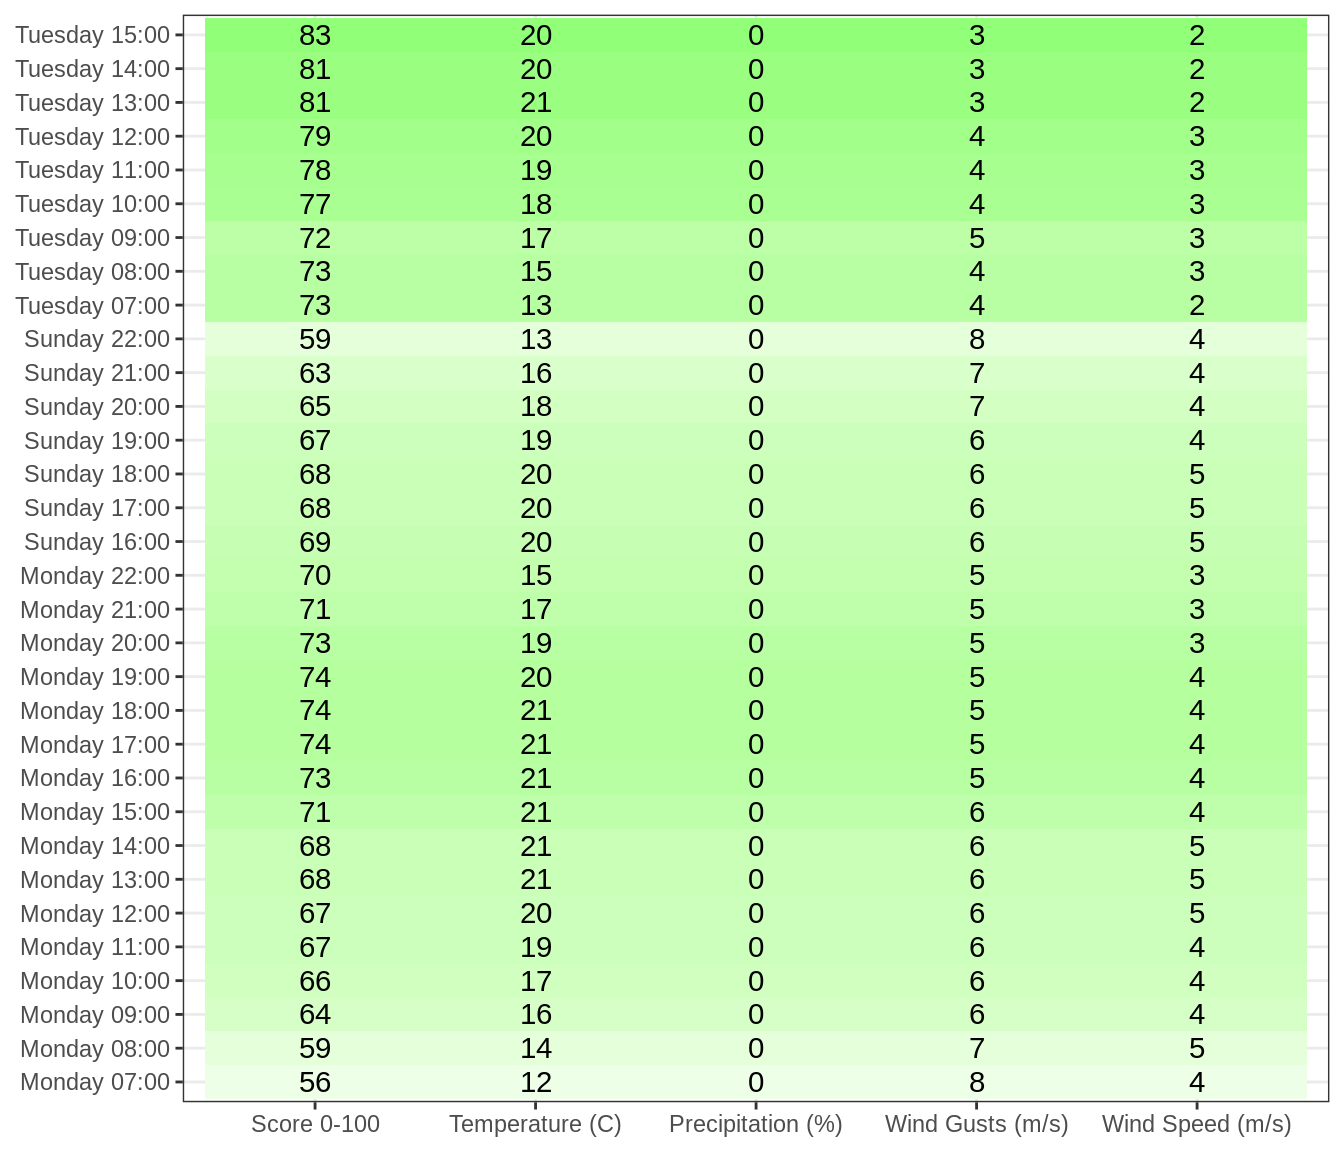 Tuesday 15:00 83 20 0 3 2
Tuesday 14:00 81 20 0 3 2
Tuesday 13:00 81 21 0 3 2
Tuesday 12:00 79 20 0 4 3
Tuesday 11:00 78 19 0 4 3
Tuesday 10:00 77 18 0 4 3
Tuesday 09:00 72 17 0 5 3
Tuesday 08:00 73 15 0 4 3
Tuesday 07:00 73 13 0 4 2
Sunday 22:00 59 13 0 8 4
Sunday 21:00 63 16 0 7 4
Sunday 20:00 65 18 0 7 4
Sunday 19:00 67 19 0 6 4
Sunday 18:00 68 20 0 6 5
Sunday 17:00 68 20 0 6 5
Sunday 16:00 69 20 0 6 5
Monday 22:00 70 15 0 5 3
Monday 21:00 71 17 0 5 3
Monday 20:00 73 19 0 5 3
Monday 19:00 74 20 0 5 4
Monday 18:00 74 21 0 5 4
Monday 17:00 74 21 0 5 4
Monday 16:00 73 21 0 5 4
Monday 15:00 71 21 0 6 4
Monday 14:00 68 21 0 6 5
Monday 13:00 68 21 0 6 5
Monday 12:00 67 20 0 6 5
Monday 11:00 67 19 0 6 4
Monday 10:00 66 17 0 6 4
Monday 09:00 64 16 0 6 4
Monday 08:00 59 14 0 7 5
Monday 07:00 56 12 0 8 4
Score 0-100 Temperature (C) Precipitation (%) Wind Gusts (m/s) Wind Speed (m/s)